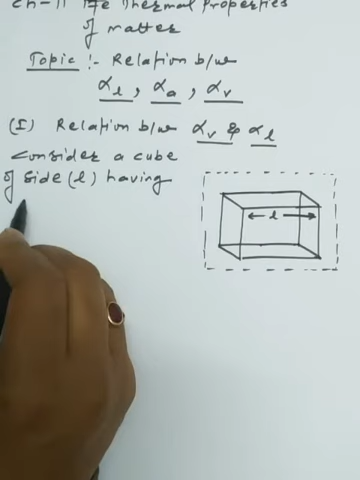 Ch-11 The Thermal Properties
of matter
Topic :- Relation b/w
αl , αa , αv
(I) Relation b/w αv & αl
Consider a cube
of side (l) having
l